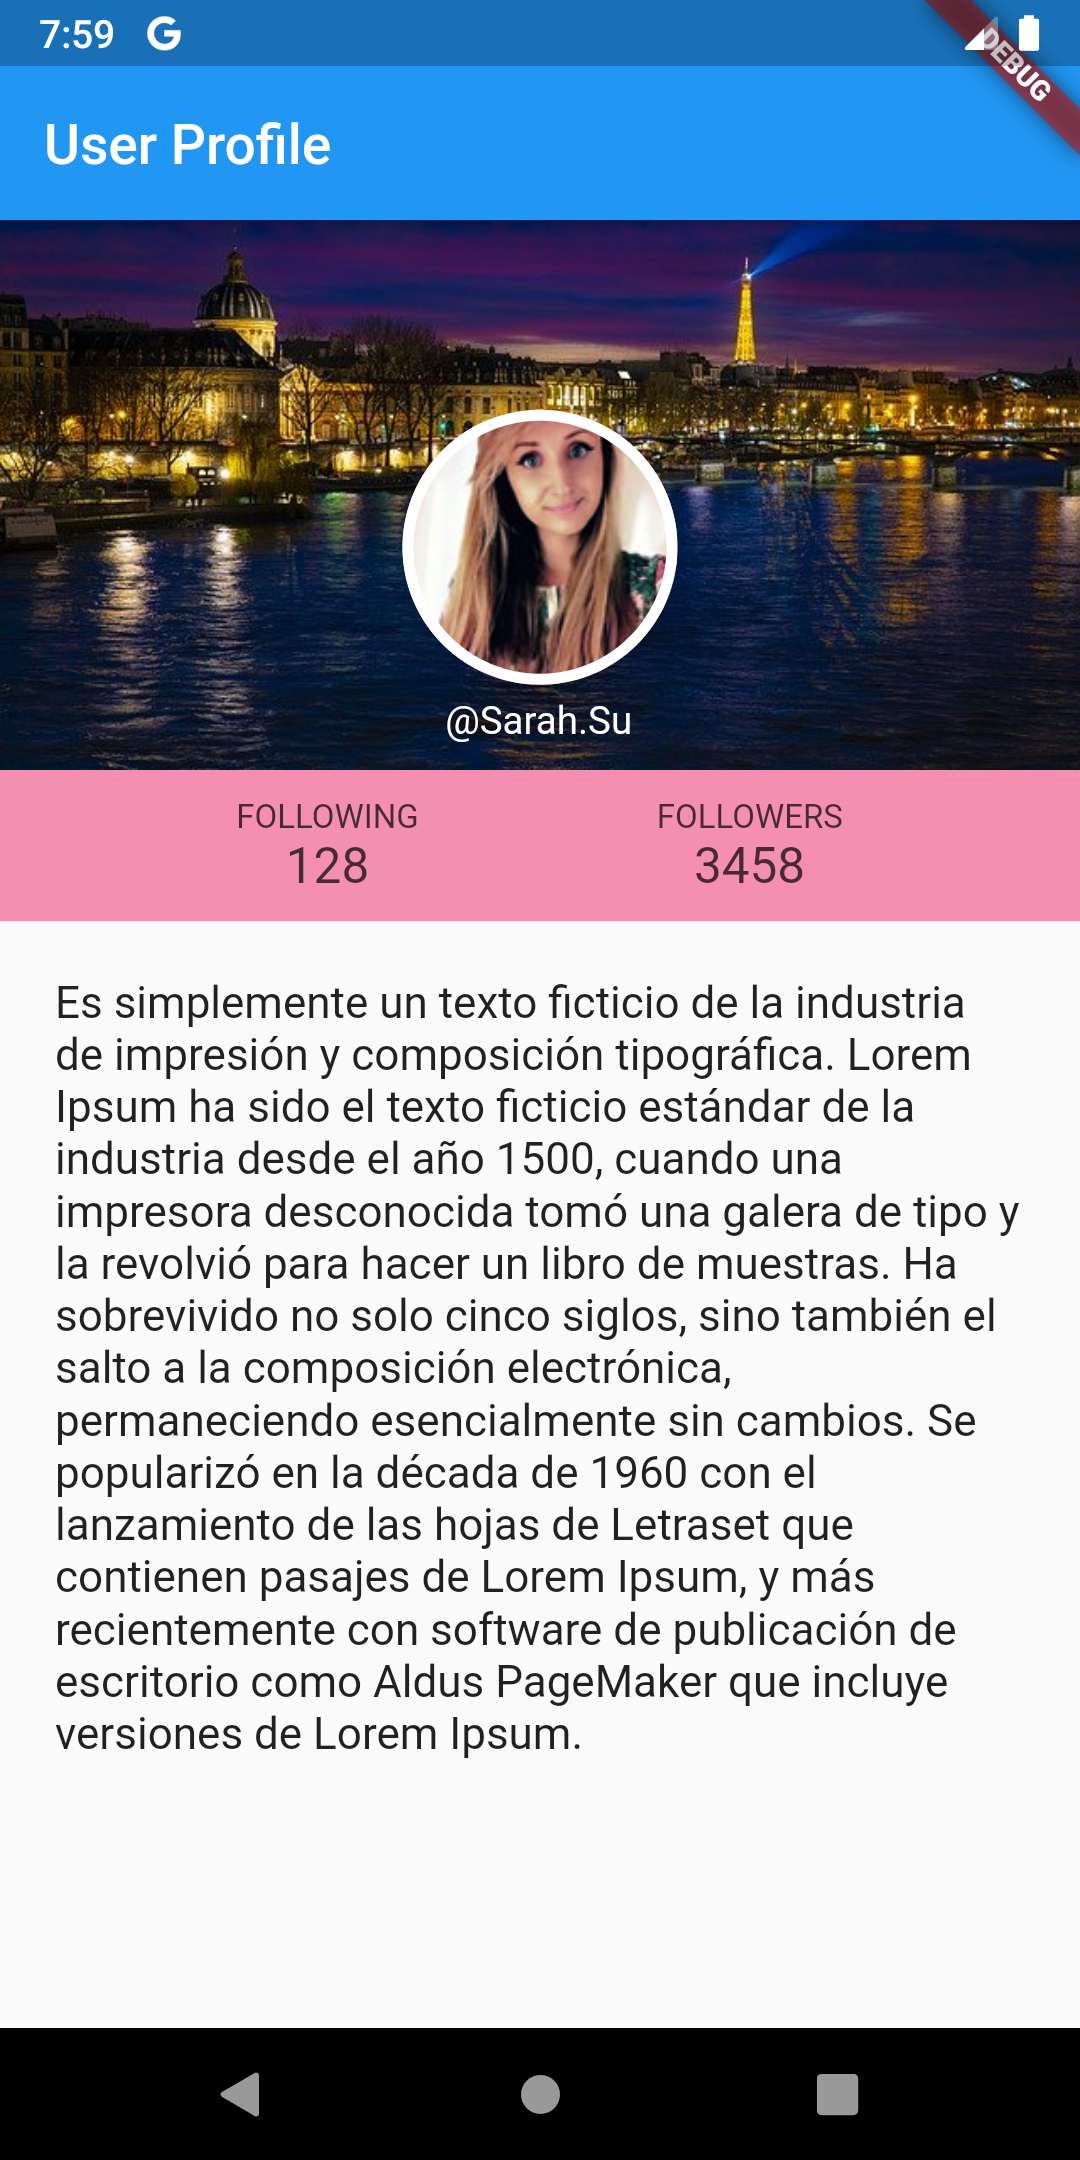 7:59 G
DEBUG
User Profile
@Sarah.Su
FOLLOWING FOLLOWERS
128 3458
Es simplemente un texto ficticio de la industria
de impresión y composición tipográfica. Lorem
Ipsum ha sido el texto ficticio estándar de la
industria desde el año 1500, cuando una
impresora desconocida tomó una galera de tipo y
la revolvió para hacer un libro de muestras. Ha
sobrevivido no solo cinco siglos, sino también el
salto a la composición electrónica,
permaneciendo esencialmente sin cambios. Se
popularizó en la década de 1960 con el
lanzamiento de las hojas de Letraset que
contienen pasajes de Lorem Ipsum, y más
recientemente con software de publicación de
escritorio como Aldus PageMaker que incluye
versiones de Lorem Ipsum.